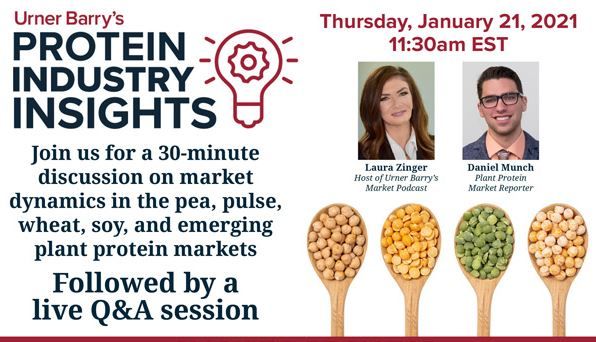 Urner Barry's
PROTEIN
INDUSTRY
INSIGHTS
Join us for a 30-minute
discussion on market
dynamics in the pea, pulse,
wheat, soy, and emerging
plant protein markets
Followed by a
live Q&A session
Thursday, January 21, 2021
11:30am EST
Laura Zinger
Host of Urner Barry's
Market Podcast
Daniel Munch
Plant Protein
Market Reporter